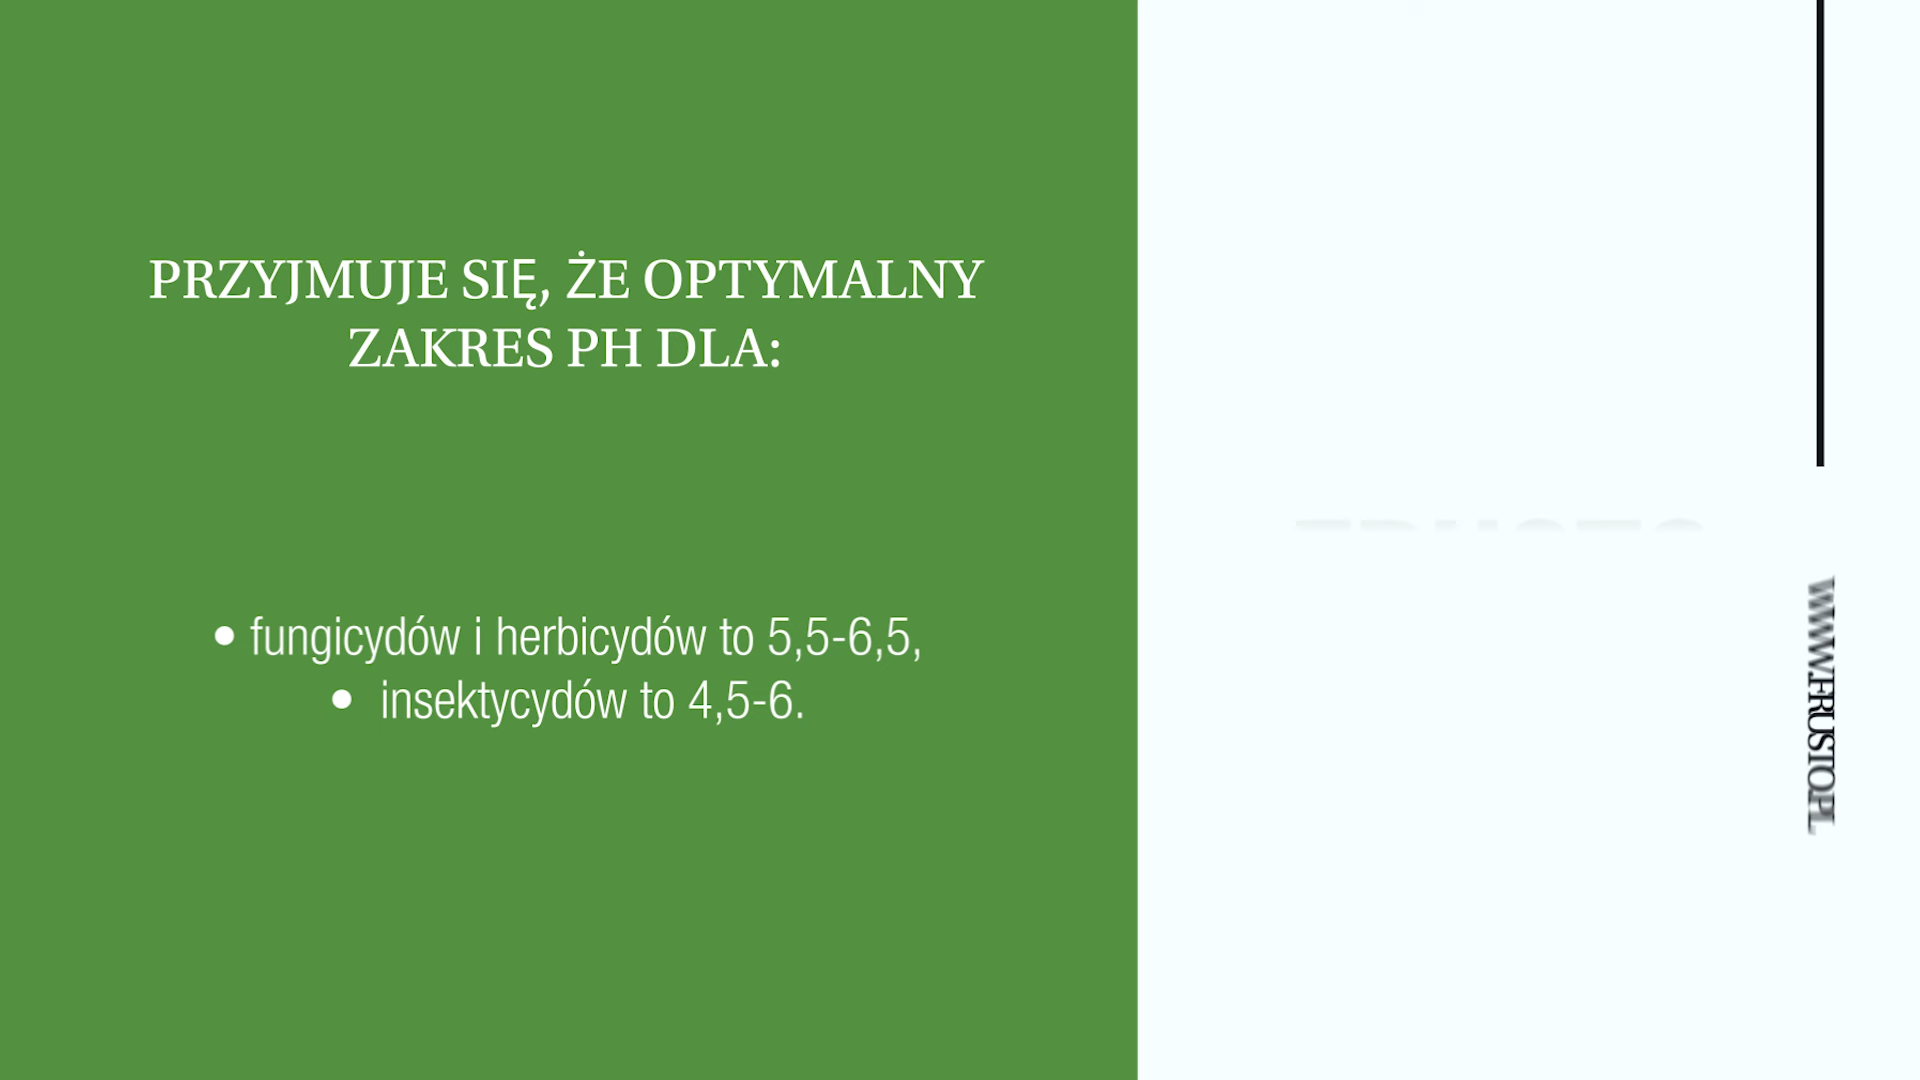 PRZYJMUJE SIĘ, ŻE OPTYMALNY
ZAKRES PH DLA:
• fungicydów i herbicydów to 5,5-6,5,
• insektycydów to 4,5-6.
WWW.FRUSTO.PL